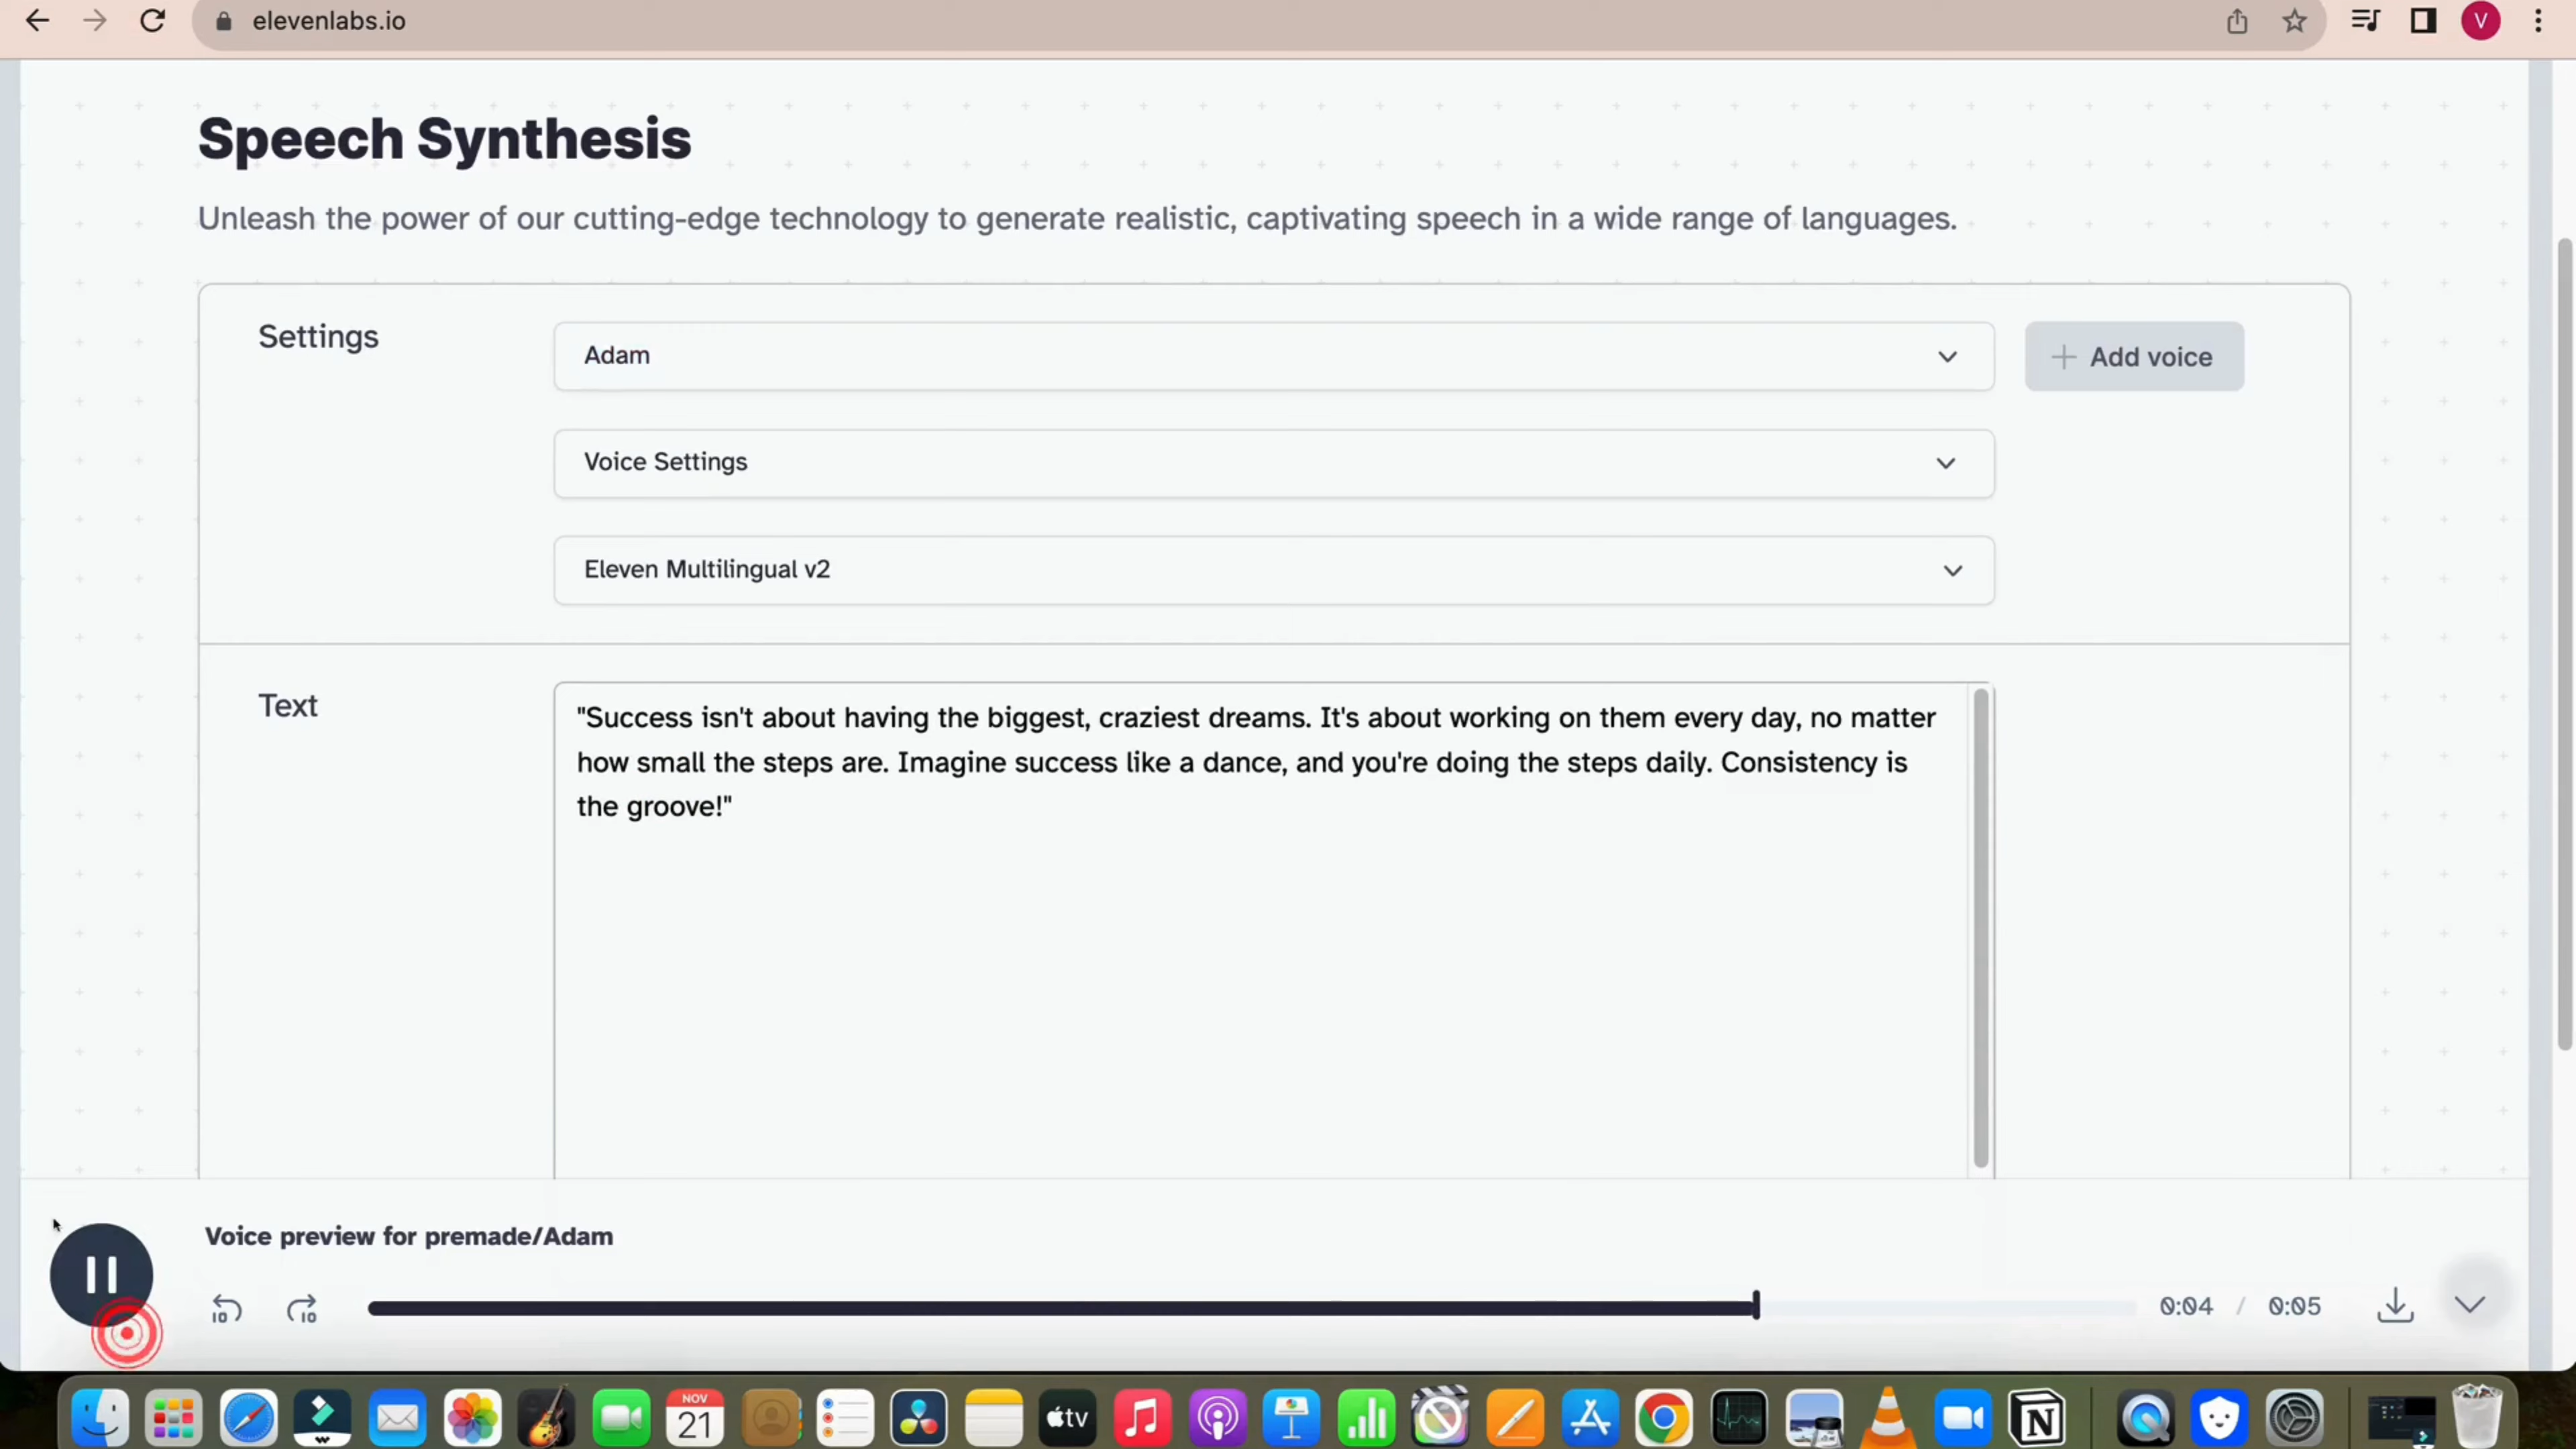 elevenlabs.io
V
Speech Synthesis
Unleash the power of our cutting-edge technology to generate realistic, captivating speech in a wide range of languages.
Settings
Adam
+ Add voice
Voice Settings
Eleven Multilingual v2
Text
"Success isn't about having the biggest, craziest dreams. It's about working on them every day, no matter
how small the steps are. Imagine success like a dance, and you're doing the steps daily. Consistency is
the groove!"
Voice preview for premade/Adam
10
10
0:04 / 0:05
NOV
21
tv
N